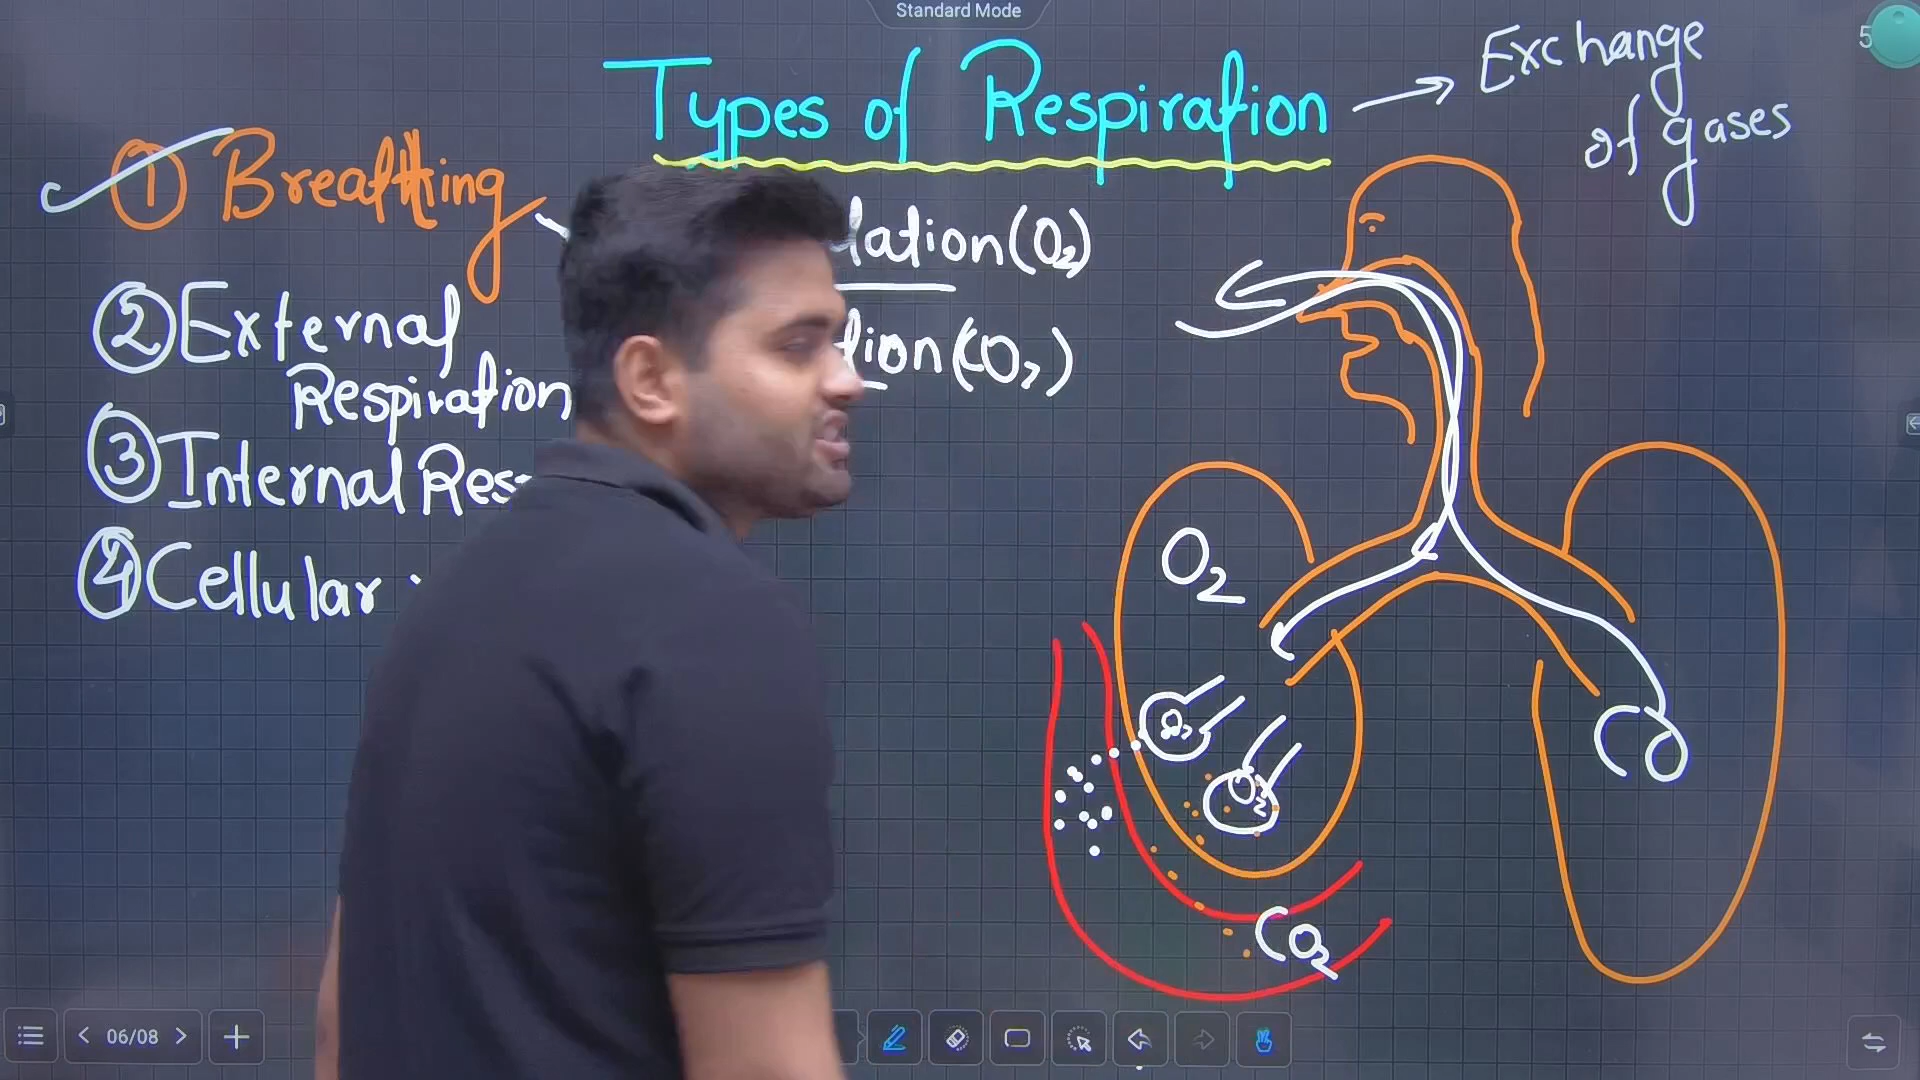 Standard Mode
5
Types of Respiration → Exchange
of gases
① Breathing
lation (O2)
tion (CO2)
② External
Respiration
③ Internal Res
④ Cellular
O2
O2
O2
CO
CO2
06/08